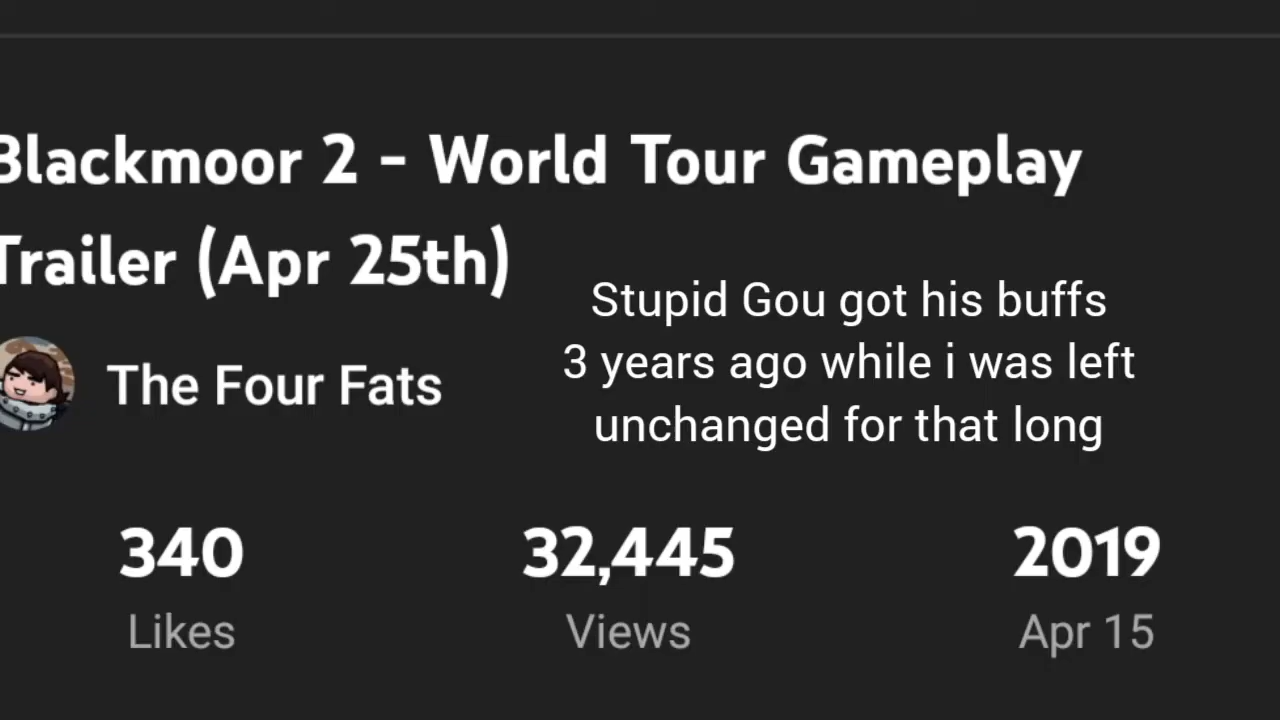 Blackmoor 2 - World Tour Gameplay
Trailer (Apr 25th)
Stupid Gou got his buffs
3 years ago while i was left
unchanged for that long
The Four Fats
340
Likes
32,445
Views
2019
Apr 15